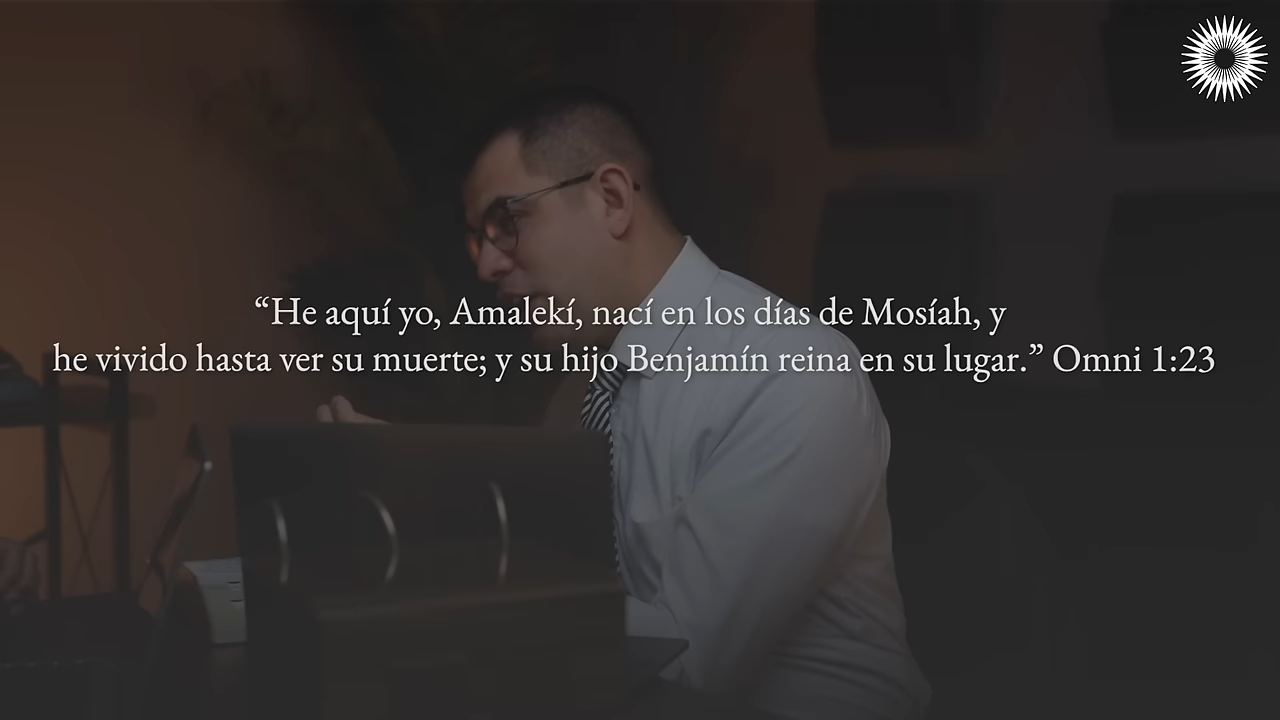 “He aquí yo, Amalekí, nací en los días de Mosíah, y
he vivido hasta ver su muerte; y su hijo Benjamín reina en su lugar.” Omni 1:23